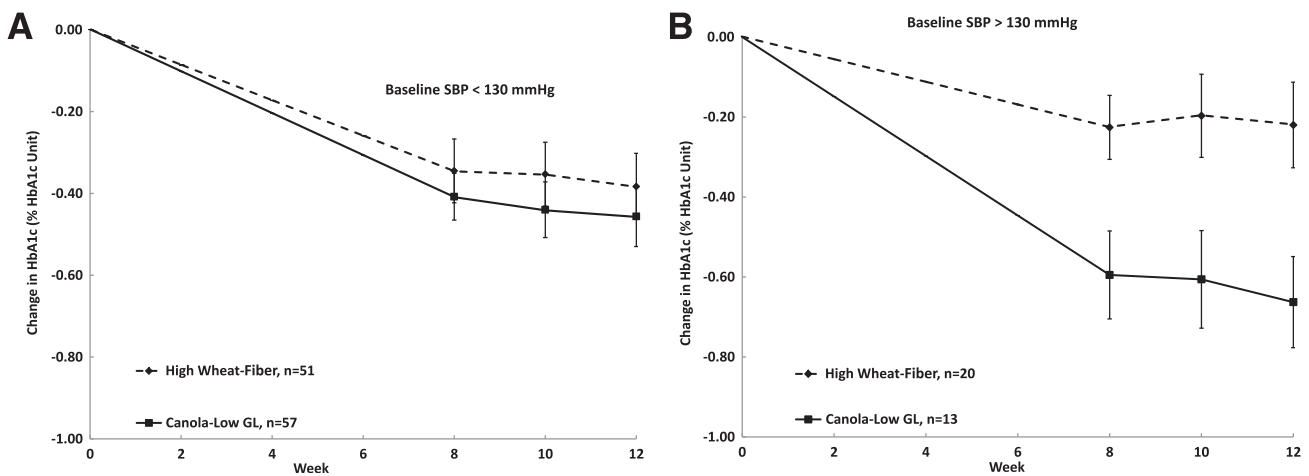 A
Baseline SBP < 130 mmHg
Change in HbA1c (% HbA1c Unit)
0.00
-0.20
-0.40
-0.60
-0.80
-1.00
High Wheat-Fiber, n=51
Canola-Low GL, n=57
0 2 4 6 8 10 12
Week
B
Baseline SBP > 130 mmHg
Change in HbA1c (% HbA1c Unit)
0.00
-0.20
-0.40
-0.60
-0.80
-1.00
High Wheat-Fiber, n=20
Canola-Low GL, n=13
0 2 4 6 8 10 12
Week